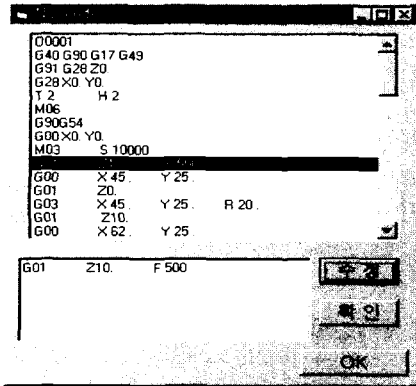 O0001
G40 G90 G17 G49
G91 G28 Z0.
G28 X0. Y0.
T 2 H 2
M06
G90G54
G00 X0. Y0.
M03 S 10000
G00 X 45. Y 25.
G01 Z0.
G03 X 45. Y 25. R 20.
G01 Z10.
G00 X 62. Y 25.
G01 Z10. F 500
수정
확인
OK